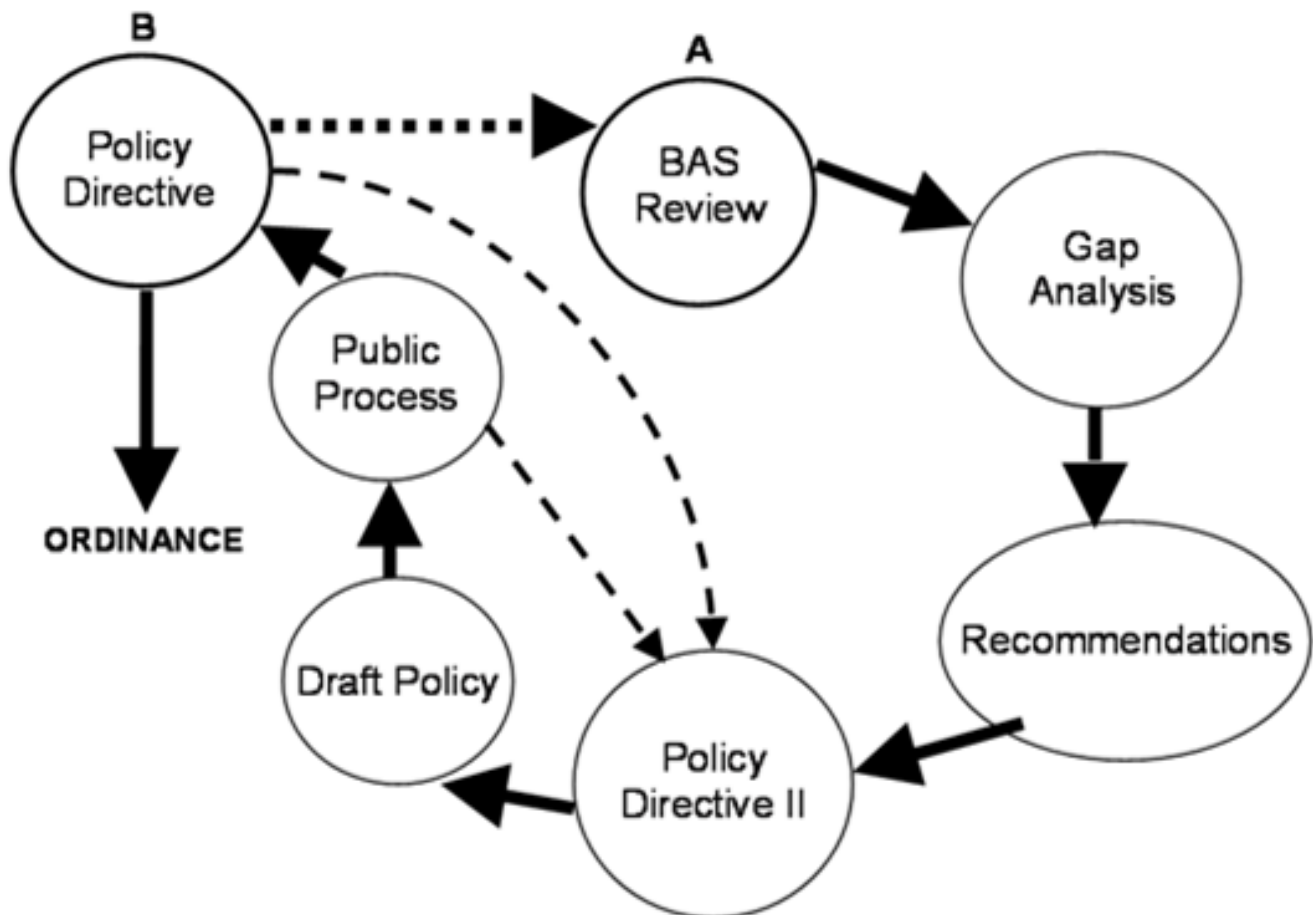 B
Policy
Directive
A
BAS
Review
Gap
Analysis
Public
Process
ORDINANCE
Recommendations
Draft Policy
Policy
Directive II